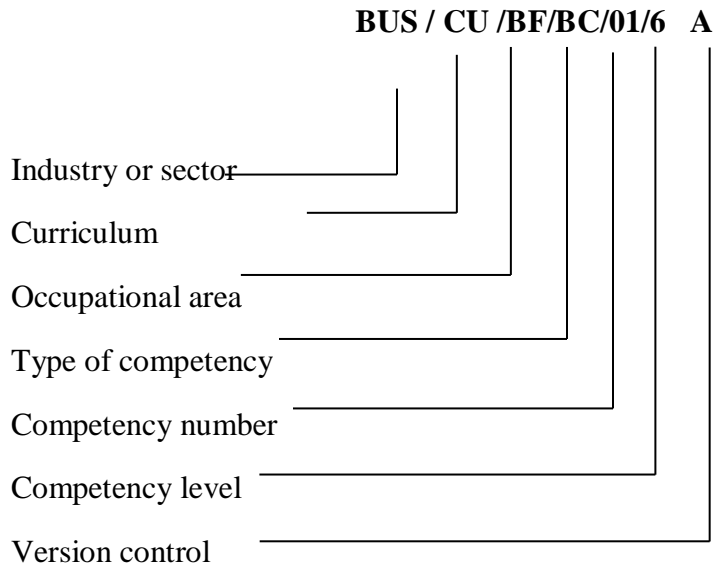 BUS / CU /BF/BC/01/6 A
Industry or sector
Curriculum
Occupational area
Type of competency
Competency number
Competency level
Version control